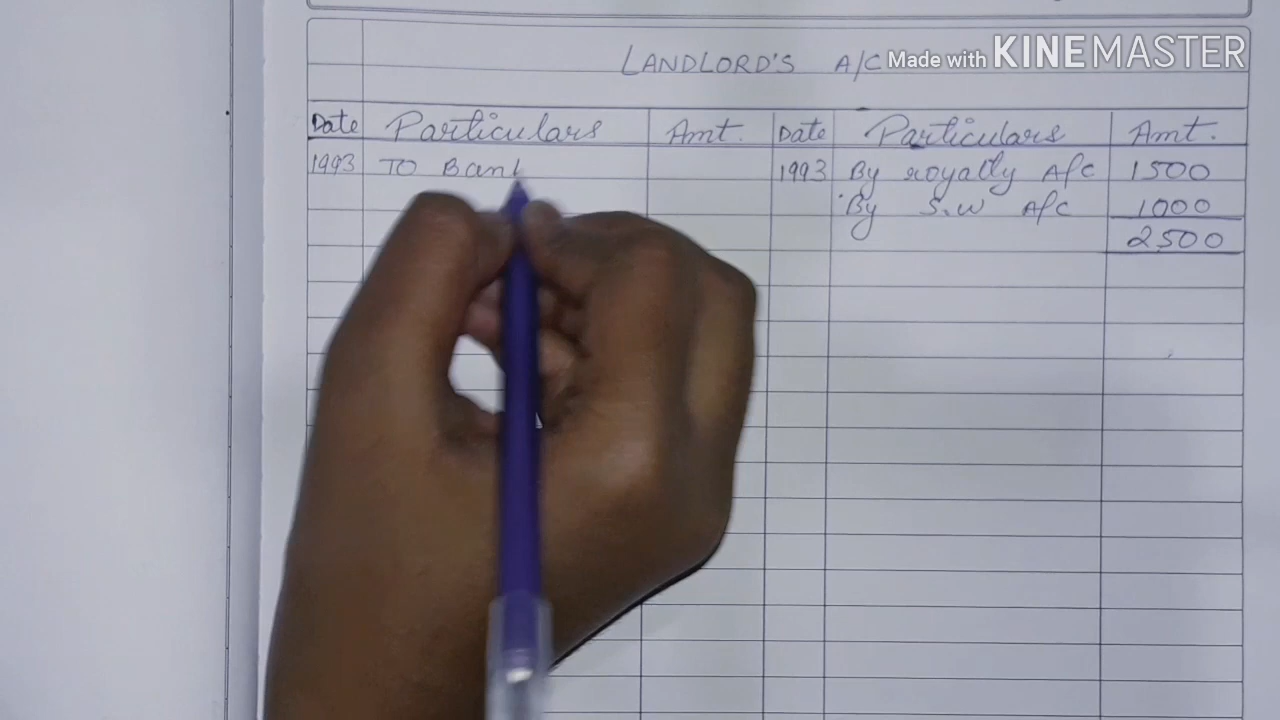 LANDLORD'S A/C
Made with KINEMASTER
Date Particulars Amt. Date Particulars Amt.
1993 TO Bank 1993 By royalty A/c 1500
By S.W A/c 1000
2500